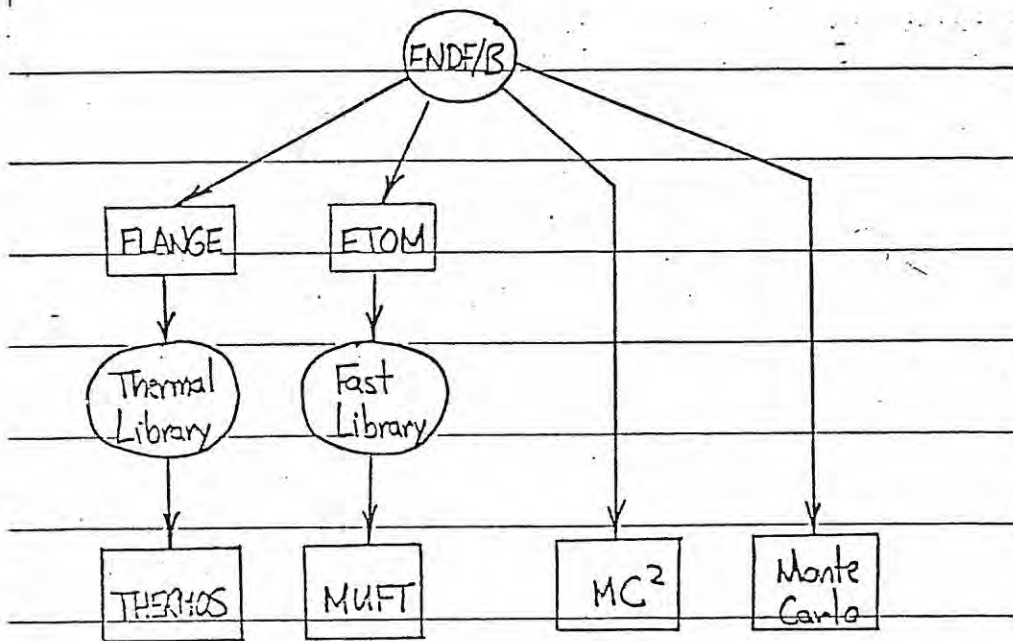 ENDF/B
FLANGE
ETOM
Thermal
Library
Fast
Library
THERMOS
MUFT
MC²
Monte
Carlo